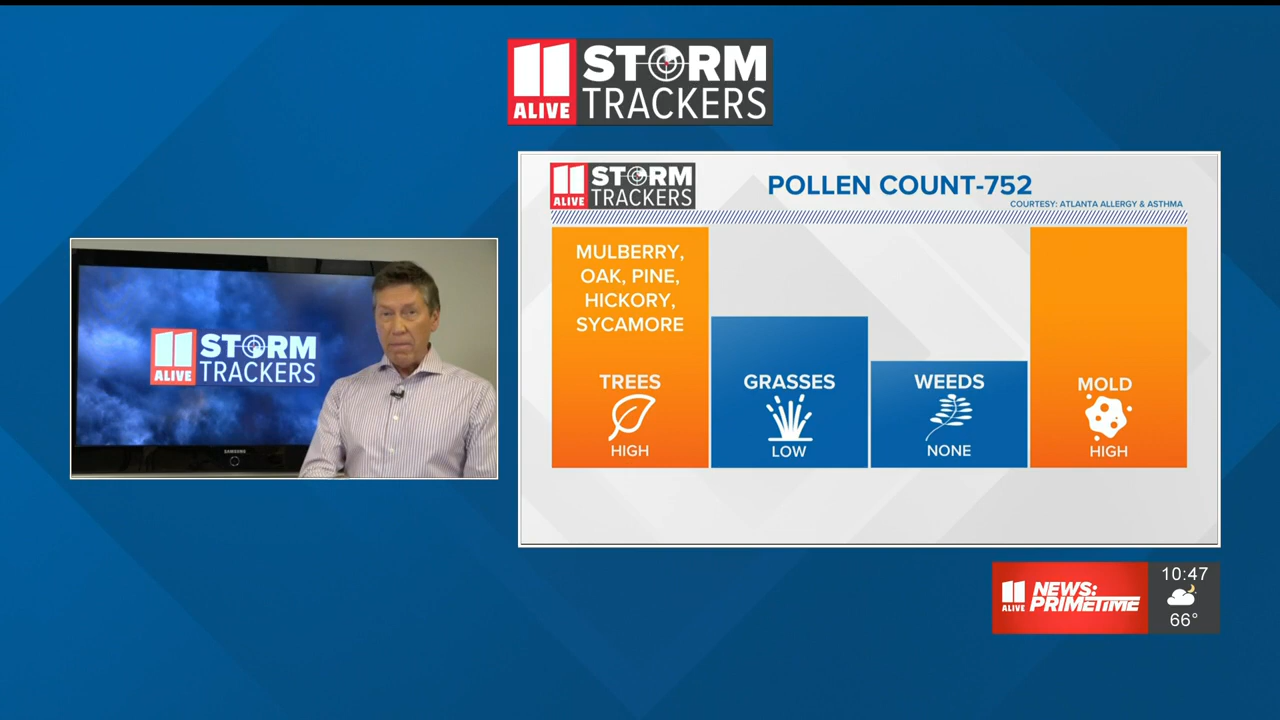 11 ALIVE STORM TRACKERS
11 ALIVE STORM TRACKERS
POLLEN COUNT-752
COURTESY: ATLANTA ALLERGY & ASTHMA
MULBERRY,
OAK, PINE,
HICKORY,
SYCAMORE
TREES
HIGH
GRASSES
LOW
WEEDS
NONE
MOLD
HIGH
11 ALIVE STORM TRACKERS
SAMSUNG
11 ALIVE NEWS: PRIMETIME
10:47
66°